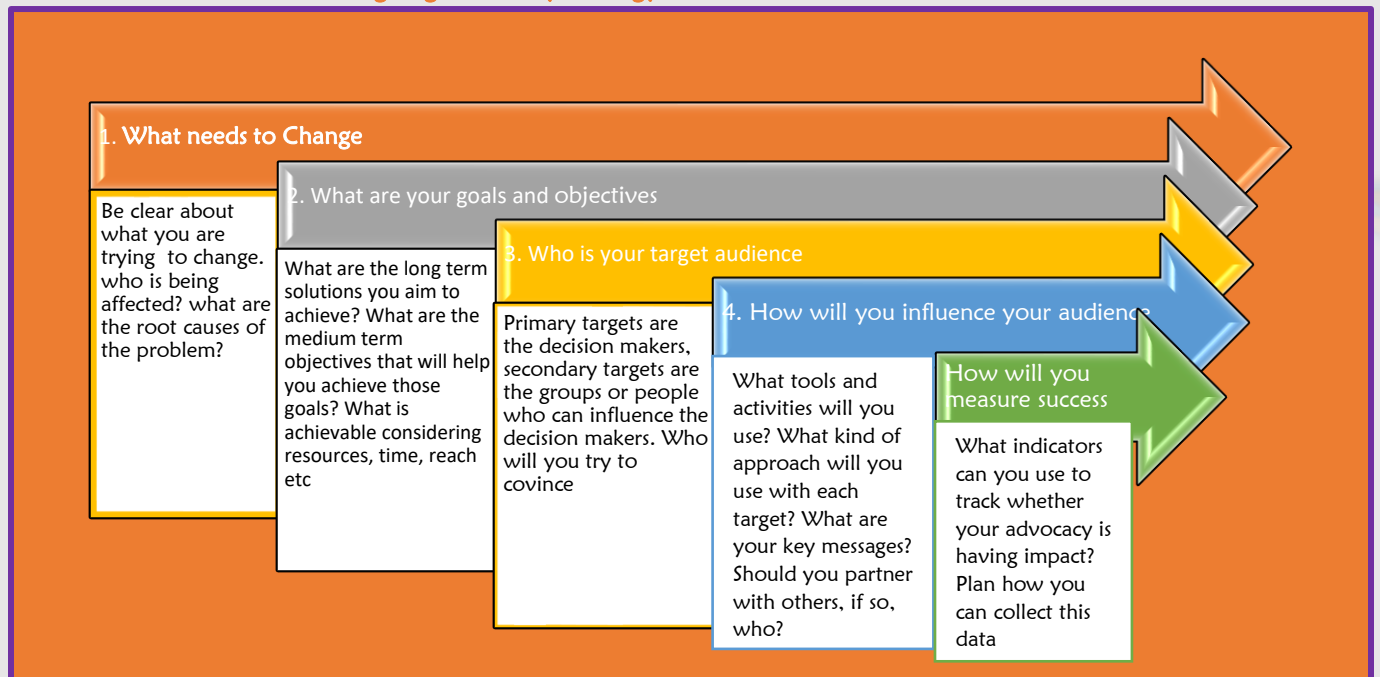 1. What needs to Change
Be clear about
what you are
trying to change.
who is being
affected? what are
the root causes of
the problem?
2. What are your goals and objectives
What are the long term
solutions you aim to
achieve? What are the
medium term
objectives that will help
you achieve those
goals? What is
achievable considering
resources, time, reach
etc
3. Who is your target audience
Primary targets are
the decision makers,
secondary targets are
the groups or people
who can influence the
decision makers. Who
will you try to
covince
4. How will you influence your audience
What tools and
activities will you
use? What kind of
approach will you
use with each
target? What are
your key messages?
Should you partner
with others, if so,
who?
How will you
measure success
What indicators
can you use to
track whether
your advocacy is
having impact?
Plan how you
can collect this
data